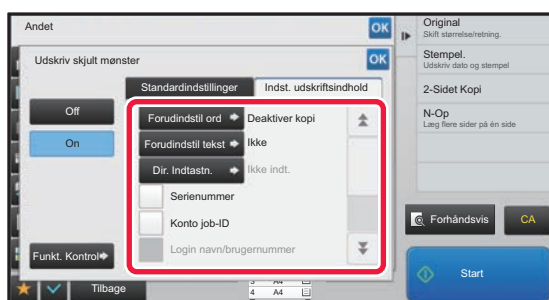 Andet
OK
Udskriv skjult mønster
OK
Standardindstillinger
Indst. udskriftsindhold
Off
On
Forudindstil ord
Deaktiver kopi
Forudindstil tekst
Ikke
Dir. Indtastn.
Ikke indt.
Serienummer
Konto job-ID
Login navn/brugernummer
Funkt. Kontrol
Tilbage
3 A4
4 A4
Original
Skift størrelse/retning.
Stempel.
Udskriv dato og stempel
2-Sidet Kopi
N-Op
Læg flere sider på én side
Forhåndsvis
CA
Start